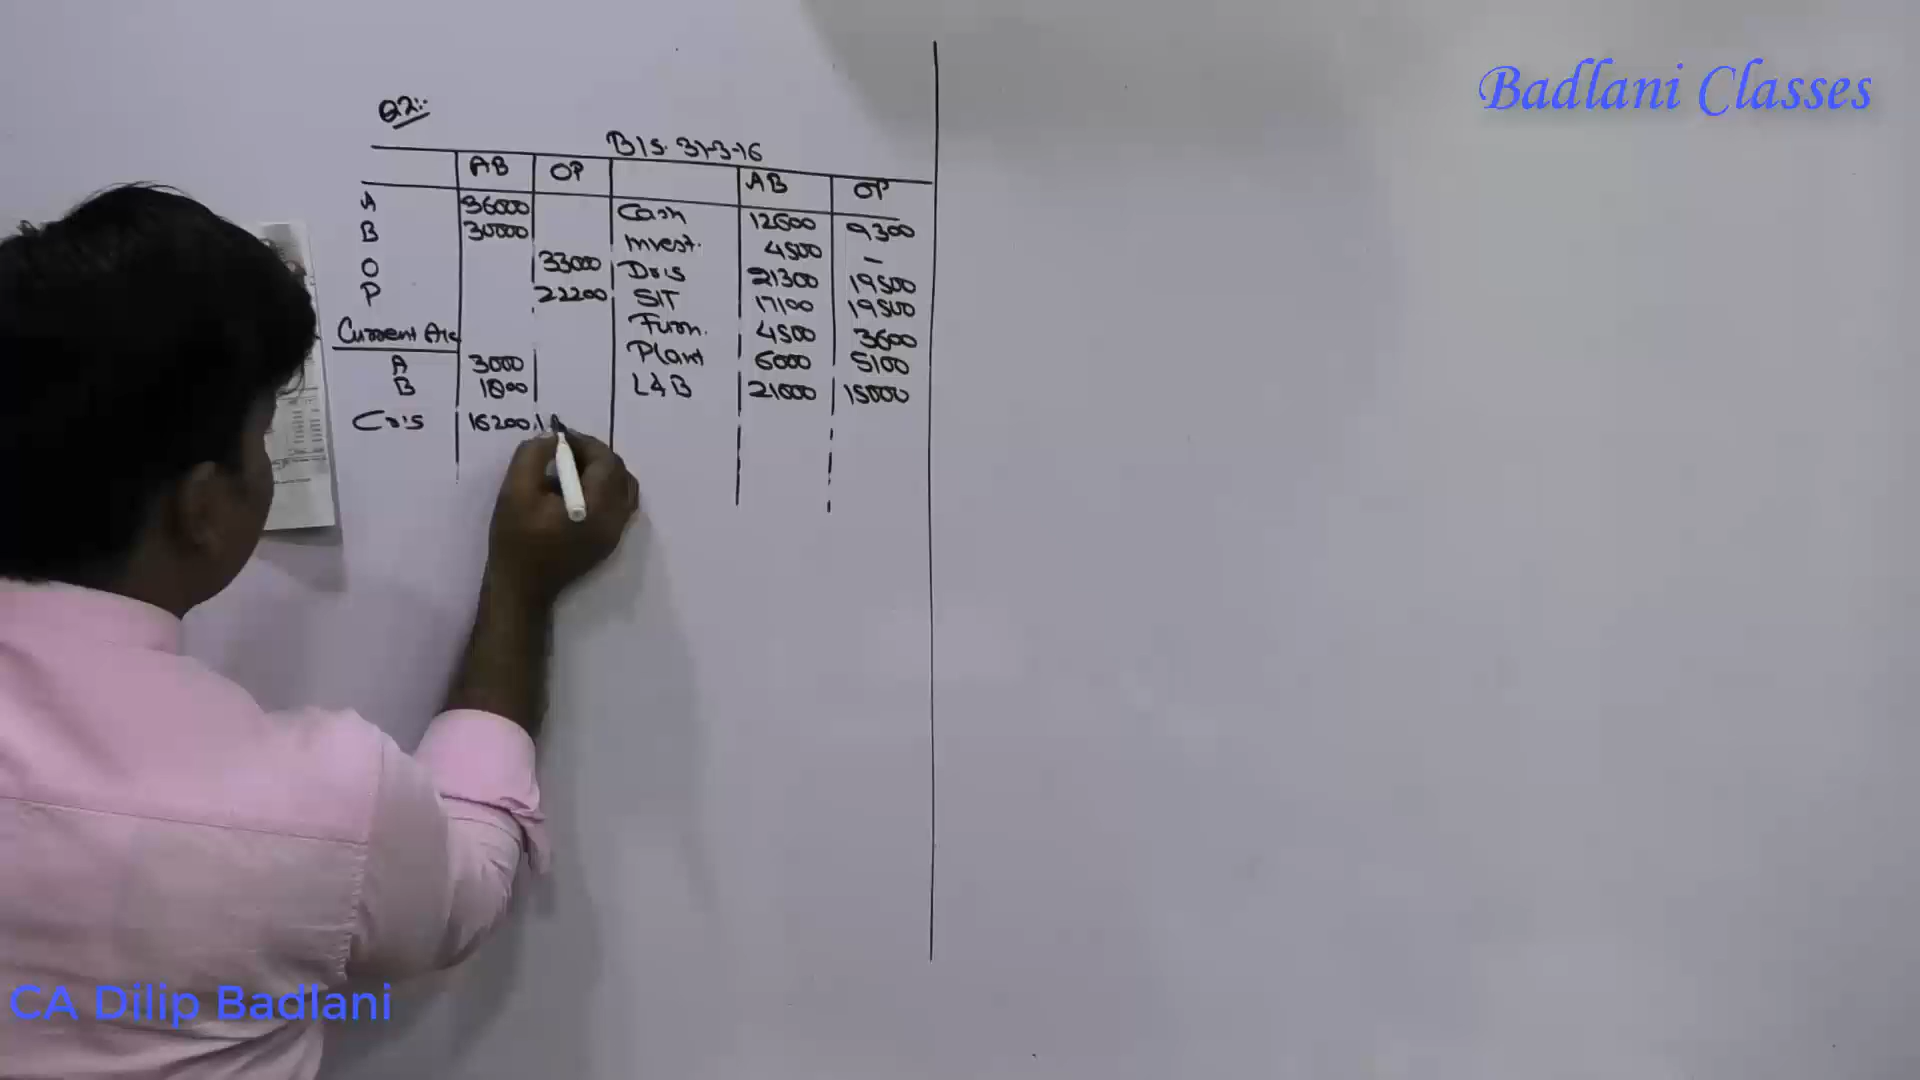 Badlani Classes
Q2:-
B/S. 31-3-16
AB OP AB OP
A 36000 Cash 12600 9300
B 30000 Invest. 4500 -
O 33000 Dr's 21300 19500
P 22200 SIT 17100 19500
Current A/c Furn. 4500 3600
A 3000 Plant 6000 5100
B 1800 L&B 21000 15000
Cr's 16200
CA Dilip Badlani